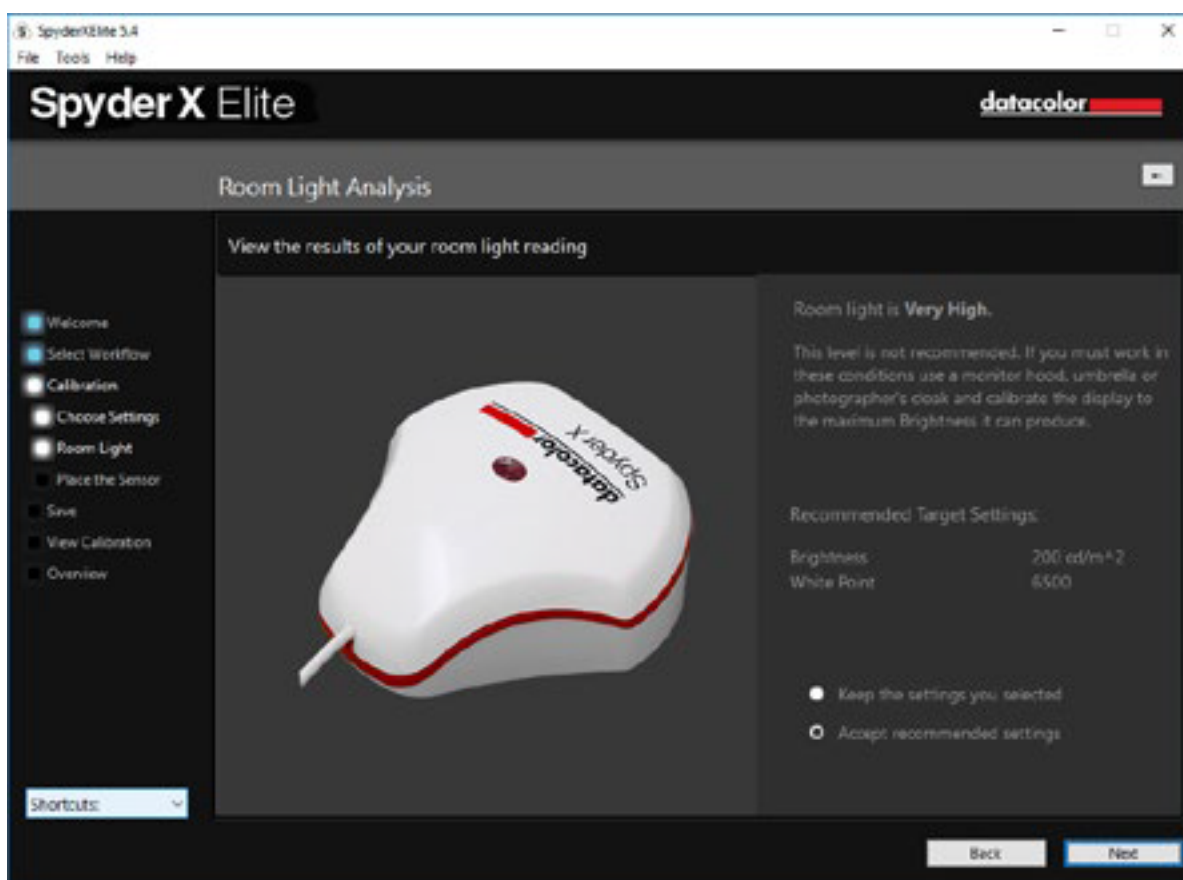 SpyderXElite 5.4
File Tools Help
Spyder X Elite
datacolor
Room Light Analysis
View the results of your room light reading
Welcome
Select Workflow
Calibration
Choose Settings
Room Light
Place the Sensor
Save
View Calibration
Overview
Shortcuts:
datacolor
Spyder X
Room light is Very High.
This level is not recommended. If you must work in
these conditions use a monitor hood, umbrella or
photographer's cloak and calibrate the display to
the maximum Brightness it can produce.
Recommended Target Settings:
Brightness 200 cd/m^2
White Point 6500
Keep the settings you selected
Accept recommended settings
Back Next